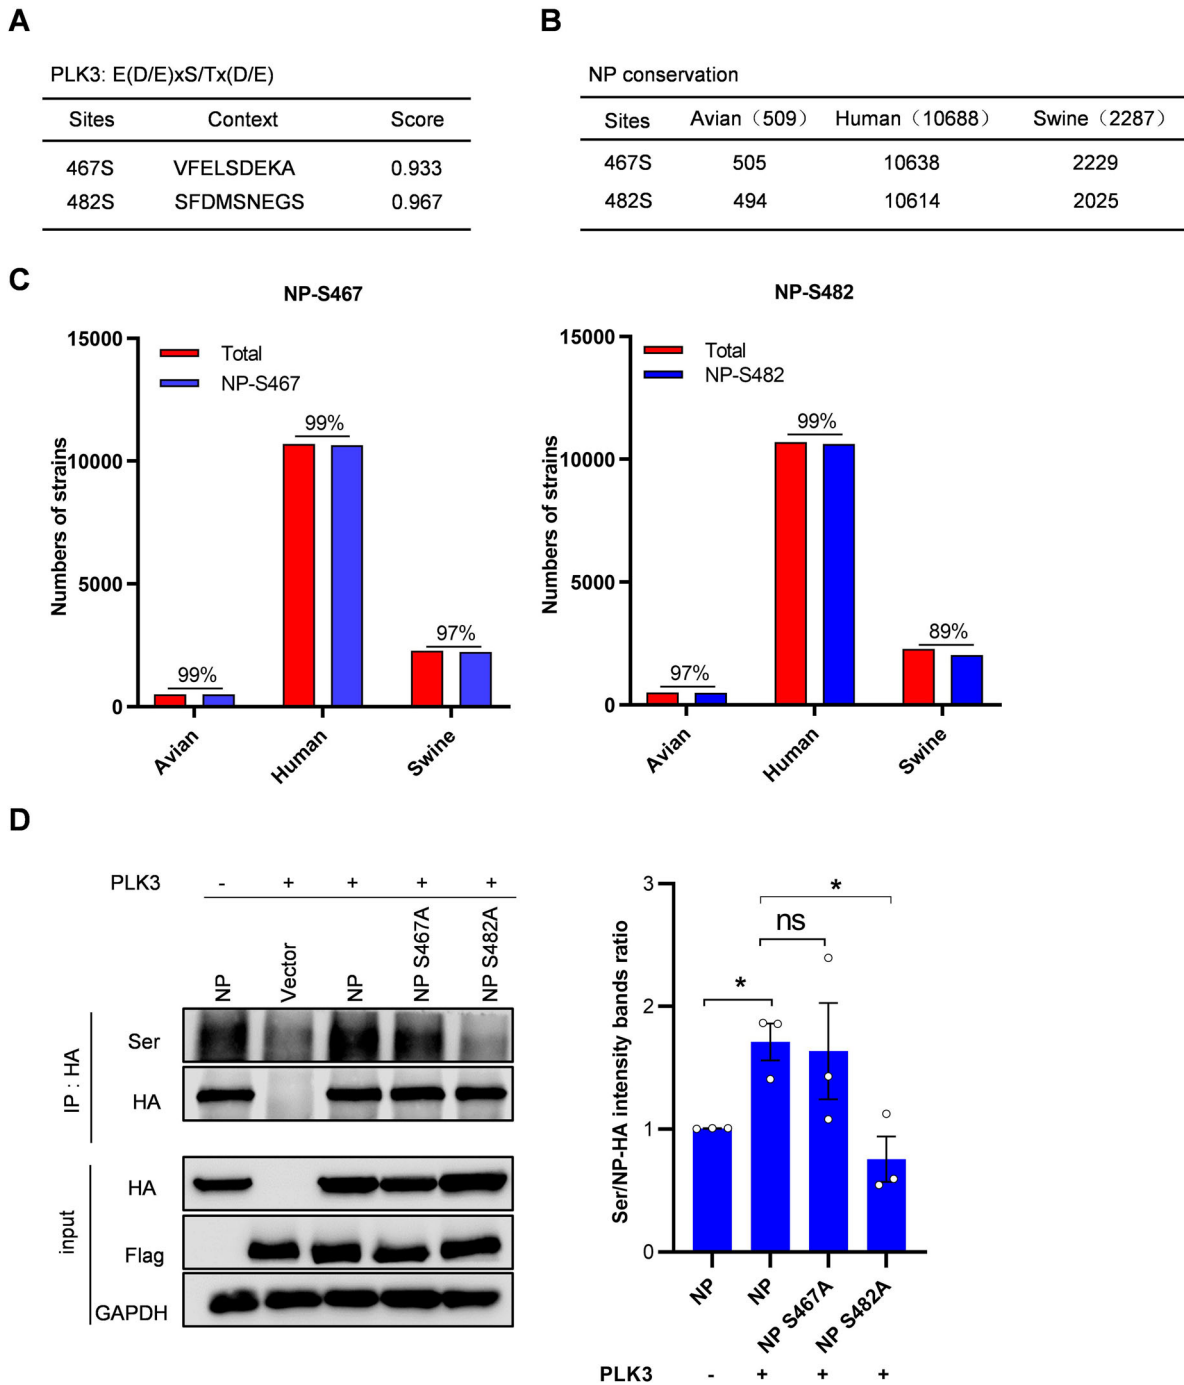 A
PLK3: E(D/E)xS/Tx(D/E)
Sites Context Score
467S VFELSDEKA 0.933
482S SFDMSNEGS 0.967
B
NP conservation
Sites Avian（509） Human（10688） Swine（2287）
467S 505 10638 2229
482S 494 10614 2025
C
NP-S467
Numbers of strains
15000
10000
5000
0
Total
NP-S467
99%
99%
97%
Avian
Human
Swine
NP-S482
Numbers of strains
15000
10000
5000
0
Total
NP-S482
97%
99%
89%
Avian
Human
Swine
D
PLK3 - + + + +
NP
Vector
NP
NP S467A
NP S482A
IP : HA
Ser
HA
input
HA
Flag
GAPDH
Ser/NP-HA intensity bands ratio
3
2
1
0
*
ns
*
NP
NP
NP S467A
NP S482A
PLK3 - + + +